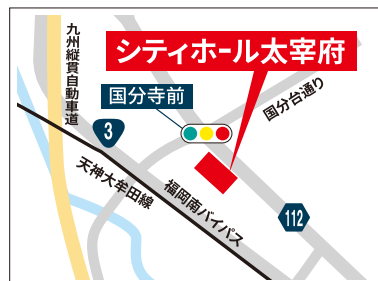 九州縦貫自動車道
シティホール太宰府
国分寺前
国分台通り
3
天神大牟田線
福岡南バイパス
112